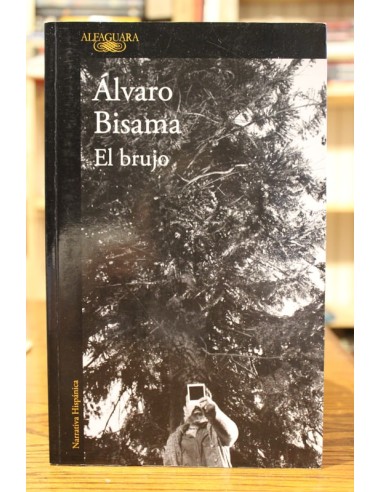 ALFAGUARA
Álvaro
Bisama
El brujo
Narrativa Hispánica